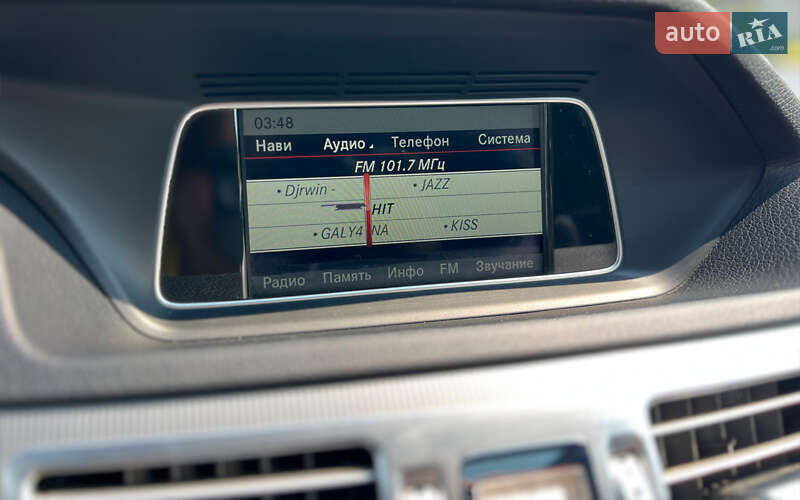 auto RIA.com
03:48
Нави Аудио Телефон Система
FM 101.7 МГц
• Djrwin - • JAZZ
HIT
• GALY4 NA • KISS
Радио Память Инфо FM Звучание